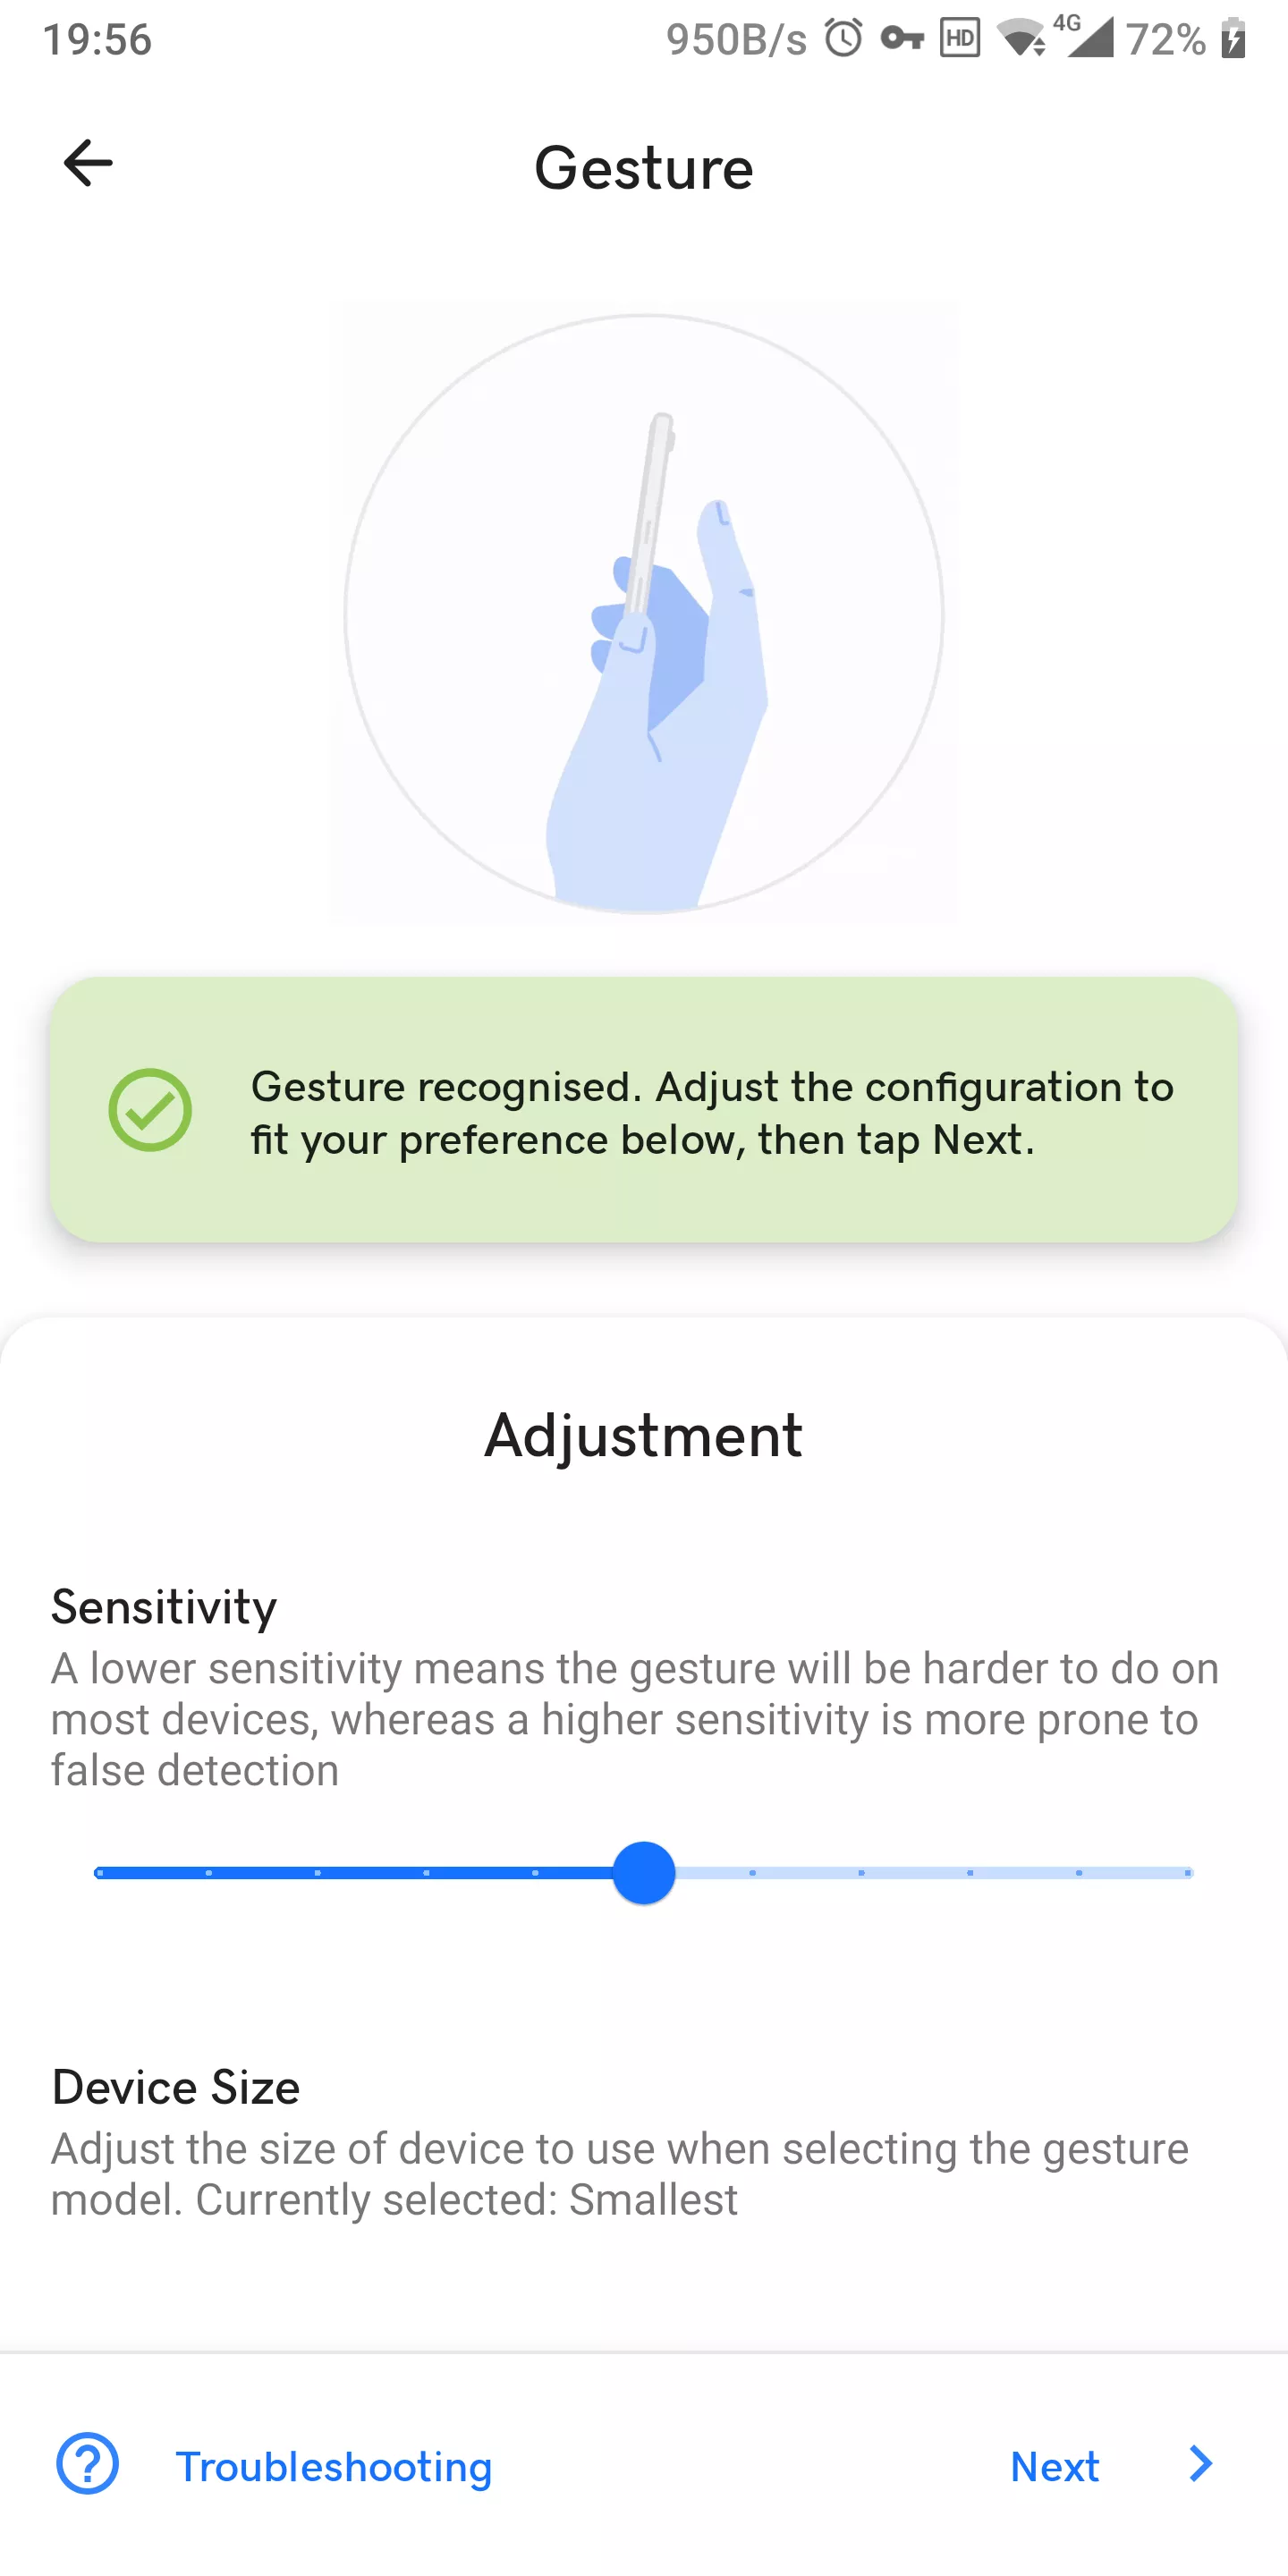 19:56 950B/s HD 4G 72%
Gesture
Gesture recognised. Adjust the configuration to
fit your preference below, then tap Next.
Adjustment
Sensitivity
A lower sensitivity means the gesture will be harder to do on
most devices, whereas a higher sensitivity is more prone to
false detection
Device Size
Adjust the size of device to use when selecting the gesture
model. Currently selected: Smallest
Troubleshooting Next